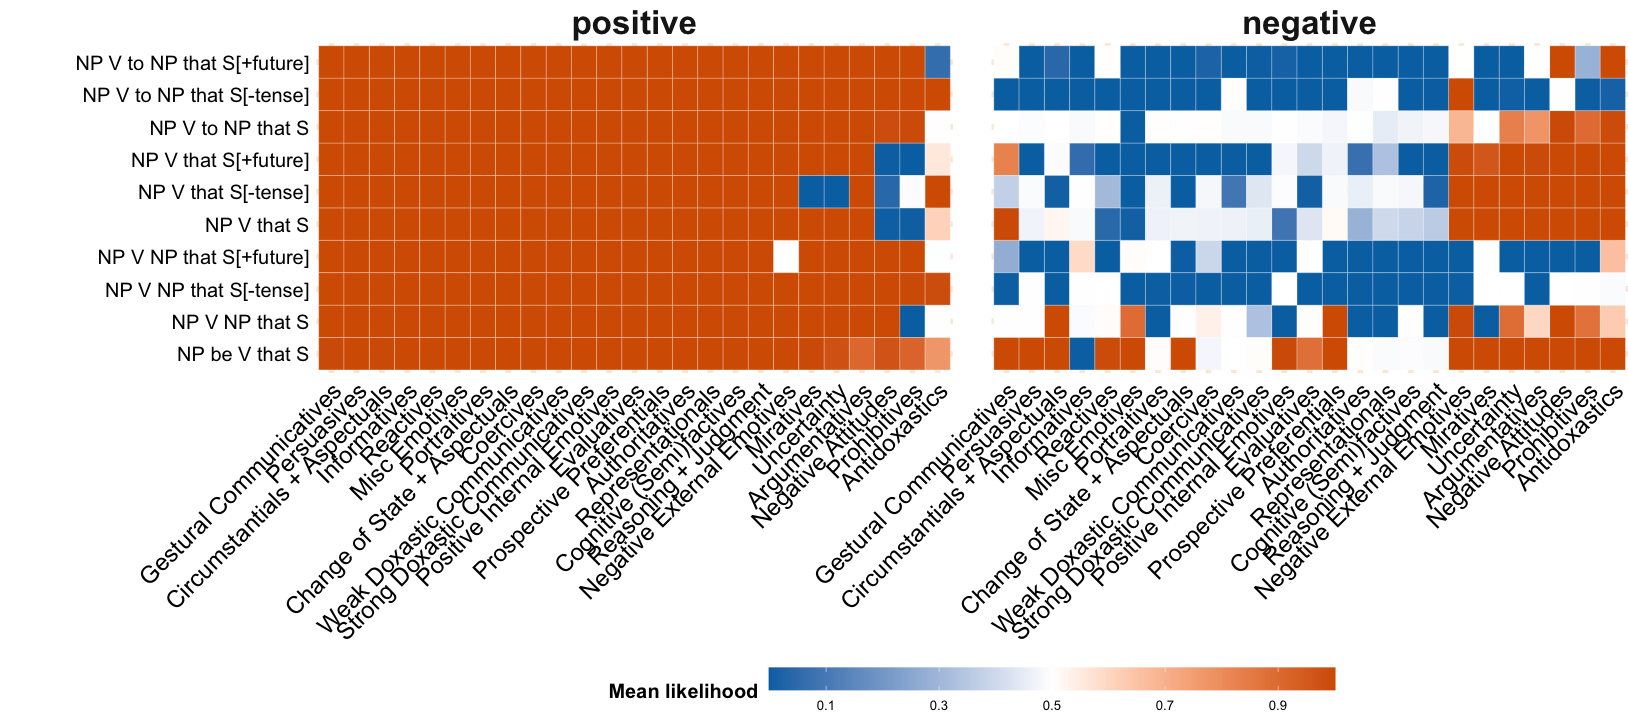 positive
negative
NP V to NP that S[+future]
NP V to NP that S[-tense]
NP V to NP that S
NP V that S[+future]
NP V that S[-tense]
NP V that S
NP V NP that S[+future]
NP V NP that S[-tense]
NP V NP that S
NP be V that S
Gestural Communicatives
Persuasives
Circumstantials + Aspectuals
Informatives
Reactives
Misc Emotives
Portraitives
Change of State + Aspectuals
Coercives
Weak Doxastic Communicatives
Strong Doxastic Communicatives
Positive Internal Emotives
Evaluatives
Prospective Preferentials
Authoritatives
Representationals
Cognitive (Semi)factives
Reasoning + Judgment
Negative External Emotives
Miratives
Uncertainty
Argumentatives
Negative Attitudes
Prohibitives
Antidoxastics
Gestural Communicatives
Persuasives
Circumstantials + Aspectuals
Informatives
Reactives
Misc Emotives
Portraitives
Change of State + Aspectuals
Coercives
Weak Doxastic Communicatives
Strong Doxastic Communicatives
Positive Internal Emotives
Evaluatives
Prospective Preferentials
Authoritatives
Representationals
Cognitive (Semi)factives
Reasoning + Judgment
Negative External Emotives
Miratives
Uncertainty
Argumentatives
Negative Attitudes
Prohibitives
Antidoxastics
Mean likelihood
0.1
0.3
0.5
0.7
0.9